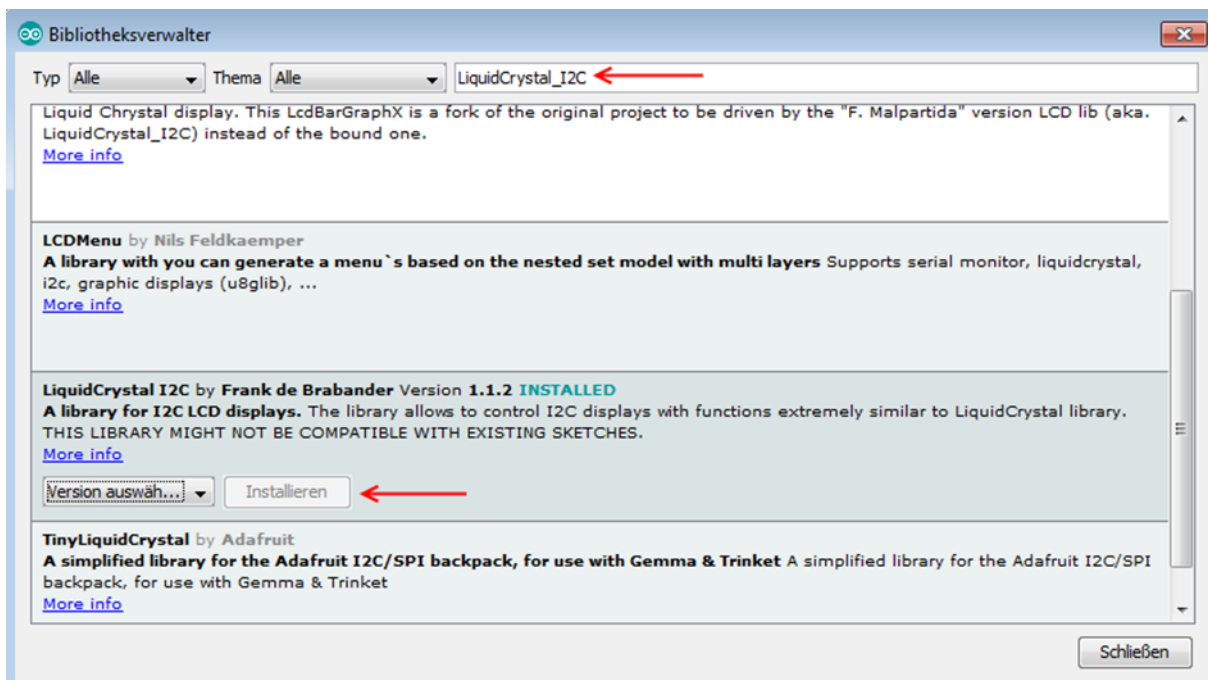 Bibliotheksverwalter
Typ Alle Thema Alle LiquidCrystal_I2C
Liquid Chrystal display. This LcdBarGraphX is a fork of the original project to be driven by the "F. Malpartida" version LCD lib (aka.
LiquidCrystal_I2C) instead of the bound one.
More info
LCDMenu by Nils Feldkaemper
A library with you can generate a menu`s based on the nested set model with multi layers Supports serial monitor, liquidcrystal,
i2c, graphic displays (u8glib), ...
More info
LiquidCrystal I2C by Frank de Brabander Version 1.1.2 INSTALLED
A library for I2C LCD displays. The library allows to control I2C displays with functions extremely similar to LiquidCrystal library.
THIS LIBRARY MIGHT NOT BE COMPATIBLE WITH EXISTING SKETCHES.
More info
Version auswäh... Installieren
TinyLiquidCrystal by Adafruit
A simplified library for the Adafruit I2C/SPI backpack, for use with Gemma & Trinket A simplified library for the Adafruit I2C/SPI
backpack, for use with Gemma & Trinket
More info
Schließen